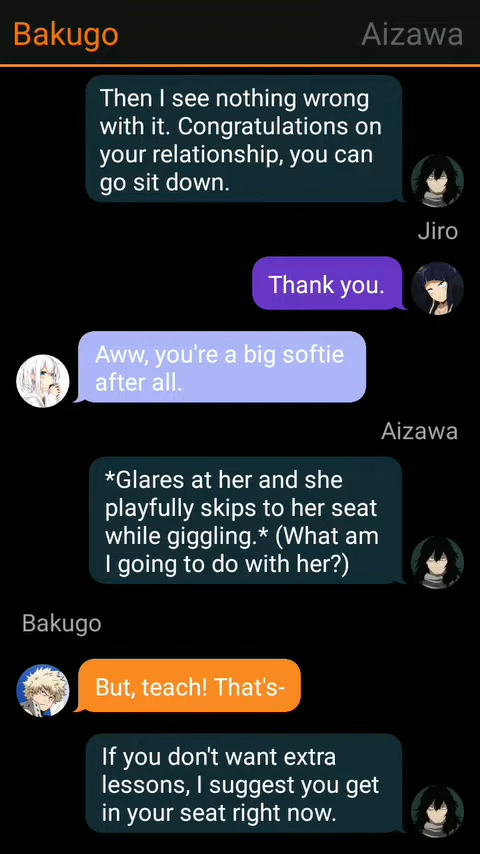 Bakugo Aizawa
Then I see nothing wrong
with it. Congratulations on
your relationship, you can
go sit down.
Jiro
Thank you.
Aww, you're a big softie
after all.
Aizawa
*Glares at her and she
playfully skips to her seat
while giggling.* (What am
I going to do with her?)
Bakugo
But, teach! That's-
If you don't want extra
lessons, I suggest you get
in your seat right now.